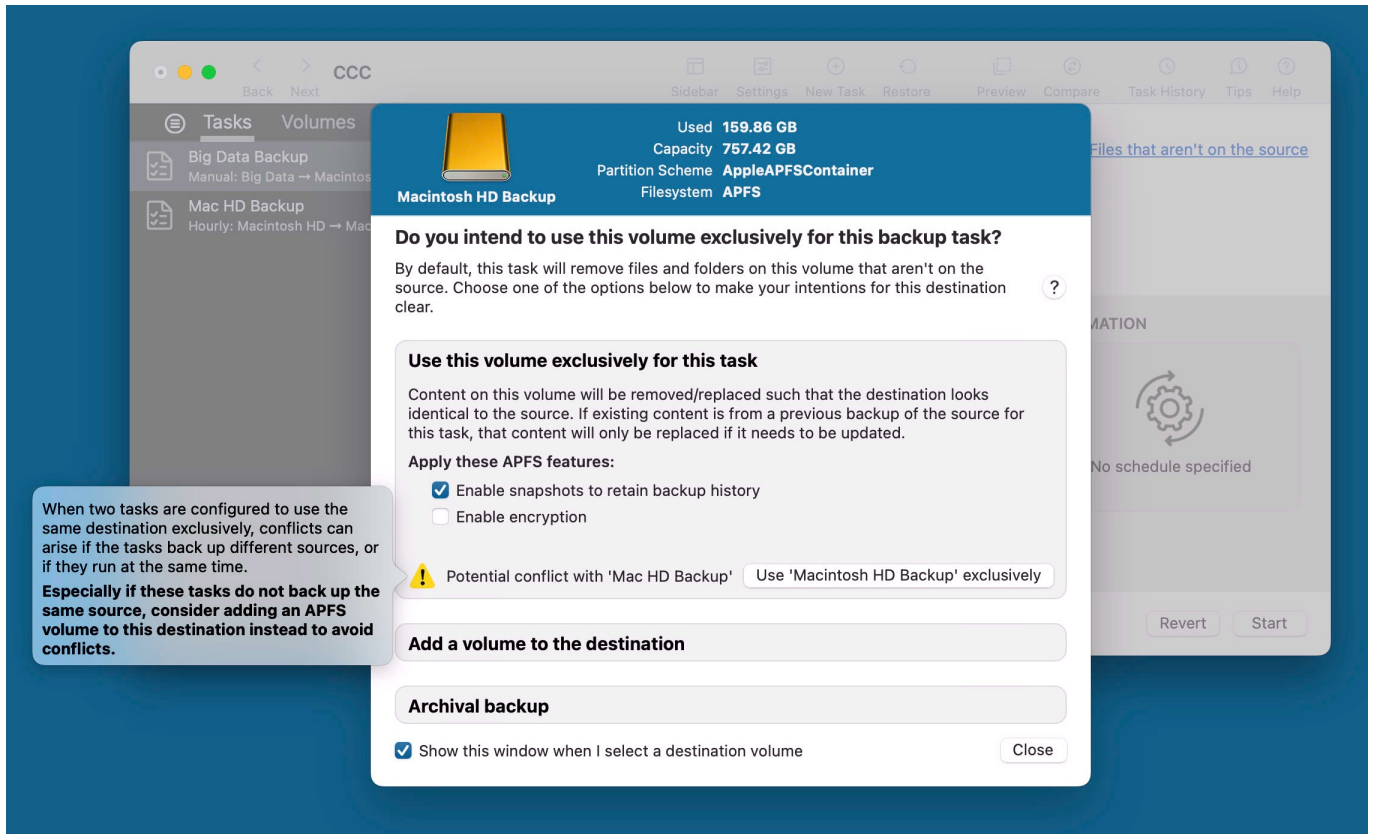 CCC
Back Next
Sidebar Settings New Task Restore Preview Compare Task History Tips Help
Tasks Volumes
Big Data Backup
Manual: Big Data → Macintos
Mac HD Backup
Hourly: Macintosh HD → Mac
Files that aren't on the source
MATION
No schedule specified
Revert Start
Macintosh HD Backup
Used 159.86 GB
Capacity 757.42 GB
Partition Scheme AppleAPFSContainer
Filesystem APFS
Do you intend to use this volume exclusively for this backup task?
By default, this task will remove files and folders on this volume that aren't on the
source. Choose one of the options below to make your intentions for this destination
clear.
?
Use this volume exclusively for this task
Content on this volume will be removed/replaced such that the destination looks
identical to the source. If existing content is from a previous backup of the source for
this task, that content will only be replaced if it needs to be updated.
Apply these APFS features:
Enable snapshots to retain backup history
Enable encryption
Potential conflict with 'Mac HD Backup' Use 'Macintosh HD Backup' exclusively
When two tasks are configured to use the
same destination exclusively, conflicts can
arise if the tasks back up different sources, or
if they run at the same time.
Especially if these tasks do not back up the
same source, consider adding an APFS
volume to this destination instead to avoid
conflicts.
Add a volume to the destination
Archival backup
Show this window when I select a destination volume
Close